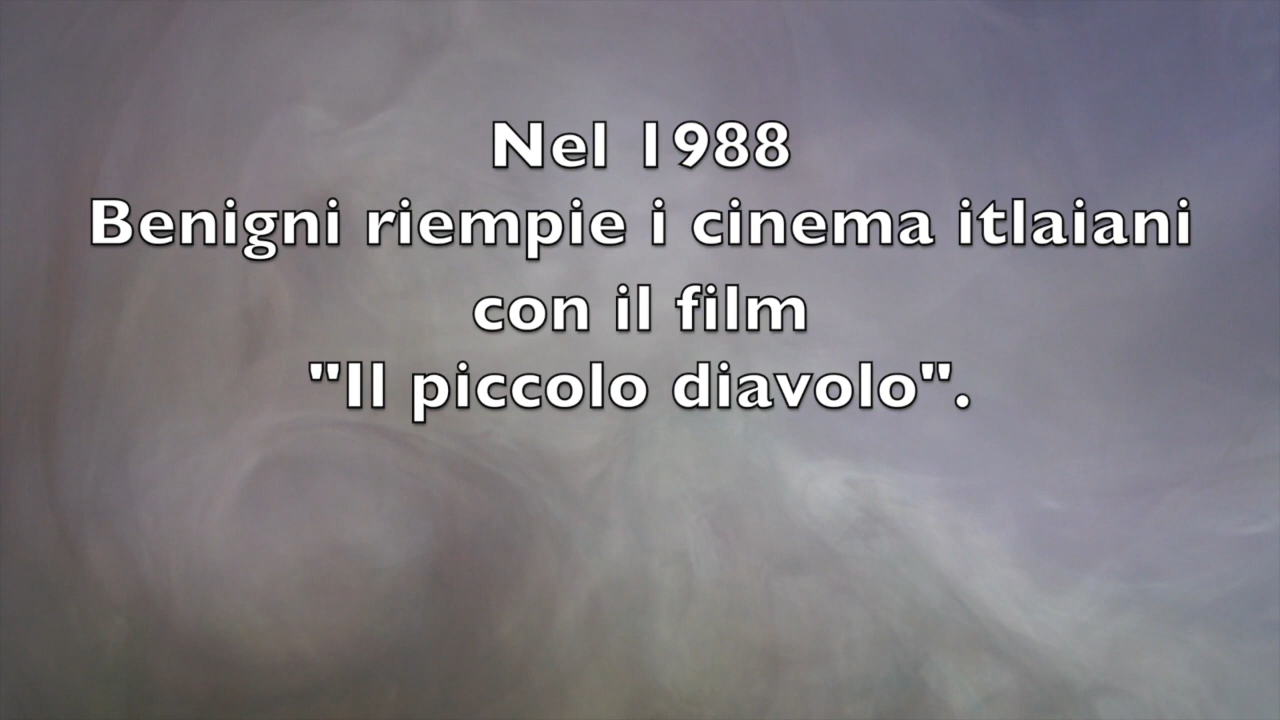 Nel 1988
Benigni riempie i cinema itlaiani
con il film
"Il piccolo diavolo".